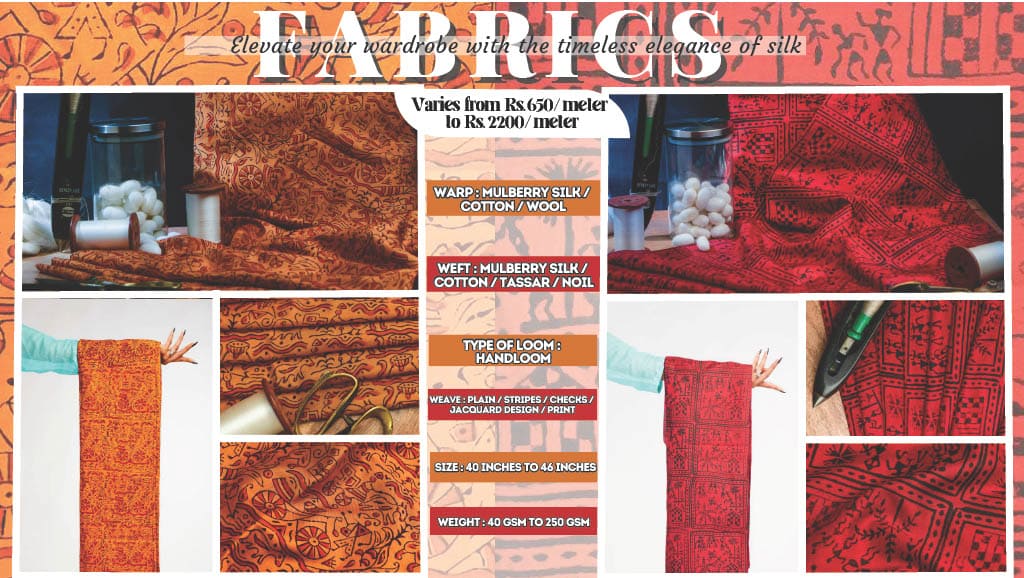 FABRICS
Elevate your wardrobe with the timeless elegance of silk
Varies from Rs.650/meter
to Rs.2200/meter
WARP : MULBERRY SILK /
COTTON / WOOL
WEFT : MULBERRY SILK /
COTTON / TASSAR / NOIL
TYPE OF LOOM :
HANDLOOM
WEAVE : PLAIN / STRIPES / CHECKS /
JACQUARD DESIGN / PRINT
SIZE : 40 INCHES TO 46 INCHES
WEIGHT : 40 GSM TO 250 GSM